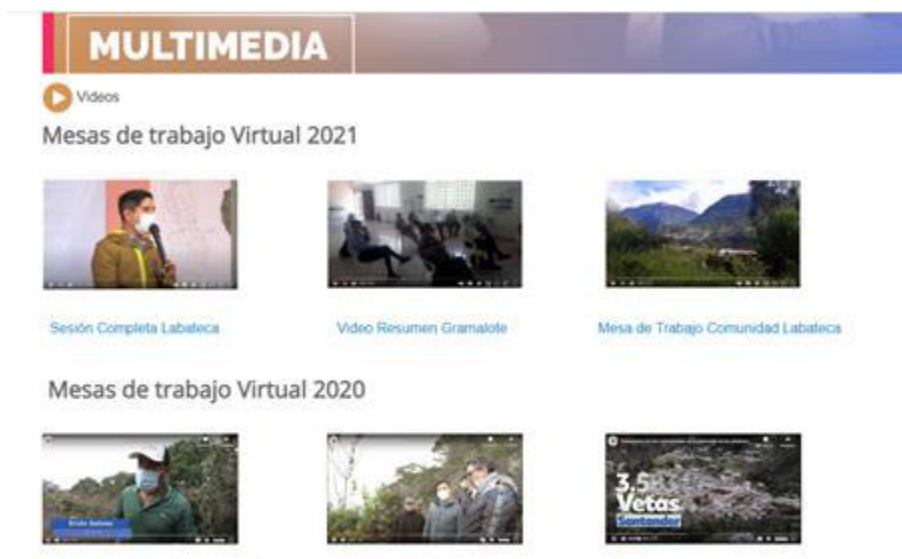 MULTIMEDIA
Videos
Mesas de trabajo Virtual 2021
Sesión Completa Labateca
Video Resumen Gramalote
Mesa de Trabajo Comunidad Labateca
Mesas de trabajo Virtual 2020
3.5
Vetas
Santander